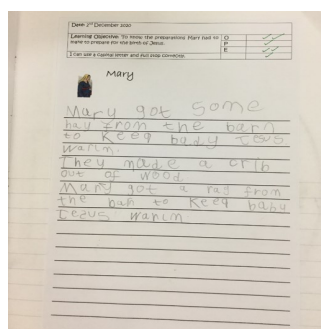 Date: 2nd December 2020
Learning Objective: To know the preparations Mary had to make to prepare for the birth of Jesus.
O
P
E
I can use a capital letter and full stop correctly.
Mary
Mary got some
hay from the barn
to Keep baby Jesus
warm.
They made a crib
out of wood
Mary got a rag from
the bah to Keep baby
Jezus warm